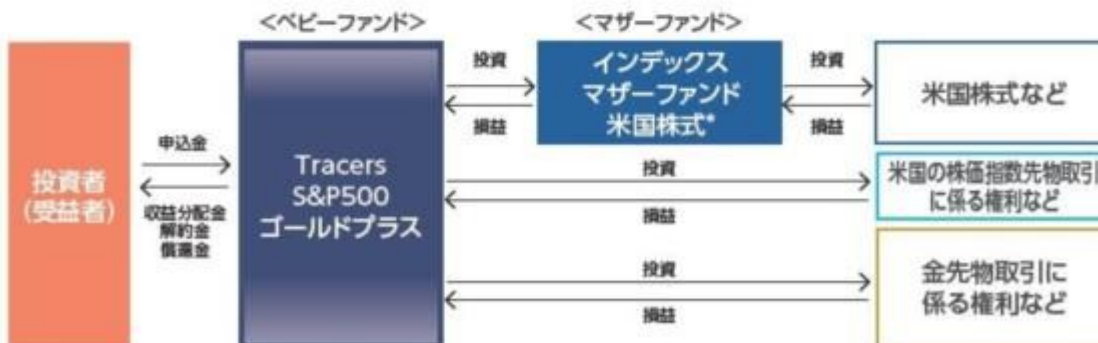 <ベビーファンド>
<マザーファンド>
投資者
(受益者)
申込金
収益分配金
解約金
償還金
Tracers
S&P500
ゴールドプラス
投資
損益
インデックス
マザーファンド
米国株式*
投資
損益
米国株式など
投資
損益
米国の株価指数先物取引
に係る権利など
投資
損益
金先物取引に
係る権利など